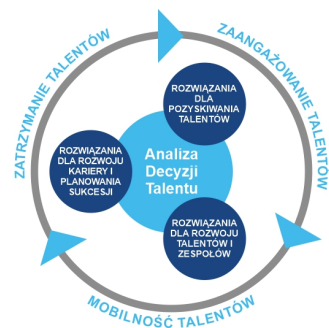 ZATRZYMANIE TALENTÓW
ZAANGAŻOWANIE TALENTÓW
ROZWIĄZANIA
DLA
POZYSKIWANIA
TALENTÓW
ROZWIĄZANIA
DLA ROZWOJU
KARIERY I
PLANOWANIA
SUKCESJI
Analiza
Decyzji
Talentu
ROZWIĄZANIA
DLA ROZWOJU
TALENTÓW I
ZESPOŁÓW
MOBILNOŚĆ TALENTÓW